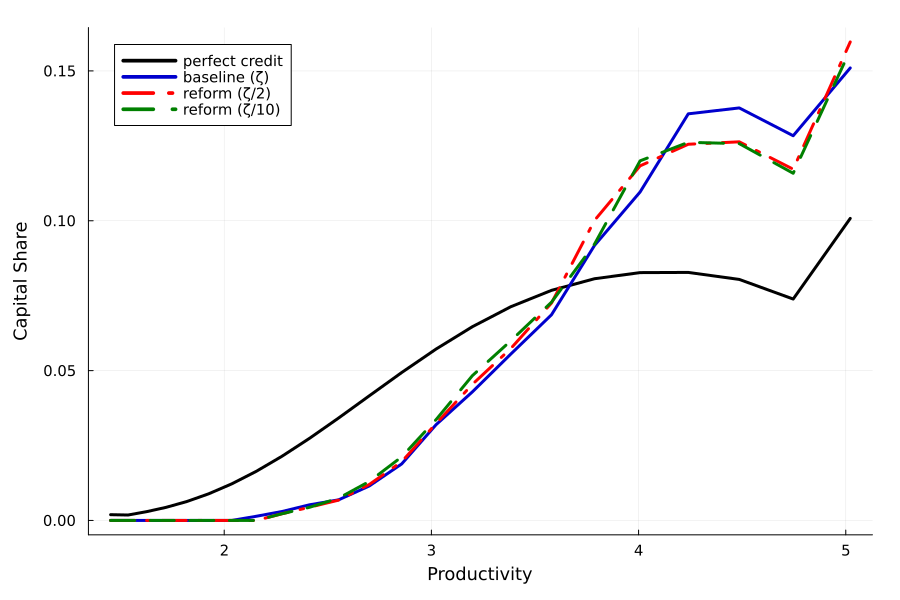 perfect credit
baseline (ζ)
reform (ζ/2)
reform (ζ/10)
0.15
0.10
0.05
0.00
Capital Share
2 3 4 5
Productivity